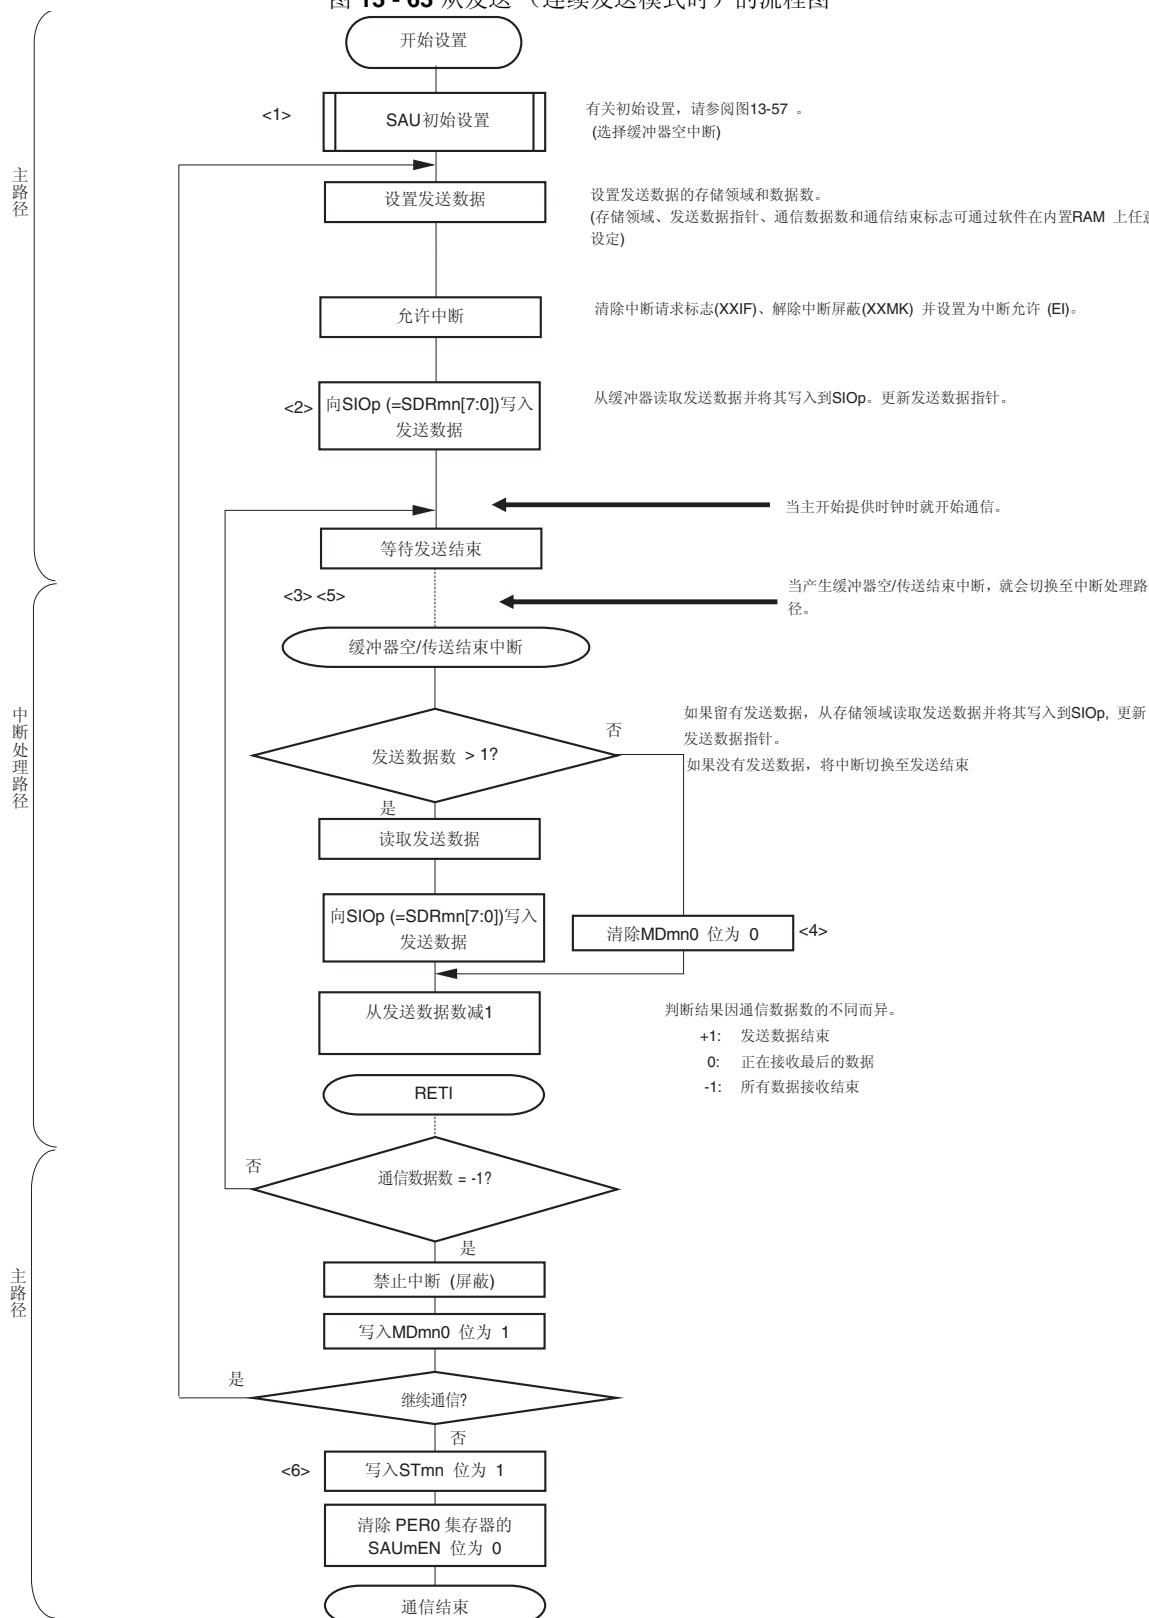 图 13 - 63 从发送 （连续发送模式时）的流程图
开始设置
<1>
SAU初始设置
有关初始设置，请参阅图13-57 。
(选择缓冲器空中断)
主路径
设置发送数据
设置发送数据的存储领域和数据数。
(存储领域、发送数据指针、通信数据数和通信结束标志可通过软件在内置RAM 上任意
设定)
允许中断
清除中断请求标志(XXIF)、解除中断屏蔽(XXMK) 并设置为中断允许 (EI)。
<2>
向SIOp (=SDRmn[7:0])写入
发送数据
从缓冲器读取发送数据并将其写入到SIOp。更新发送数据指针。
当主开始提供时钟时就开始通信。
等待发送结束
<3> <5>
当产生缓冲器空/传送结束中断，就会切换至中断处理路
径。
缓冲器空/传送结束中断
中断处理路径
如果留有发送数据，从存储领域读取发送数据并将其写入到SIOp, 更新
发送数据指针。
如果没有发送数据，将中断切换至发送结束
否
发送数据数 > 1?
是
读取发送数据
向SIOp (=SDRmn[7:0])写入
发送数据
清除MDmn0 位为 0
<4>
从发送数据数减1
判断结果因通信数据数的不同而异。
+1: 发送数据结束
0: 正在接收最后的数据
-1: 所有数据接收结束
RETI
否
通信数据数 = -1?
是
主路径
禁止中断 (屏蔽)
写入MDmn0 位为 1
是
继续通信?
否
<6>
写入STmn 位为 1
清除 PER0 集存器的
SAUmEN 位为 0
通信结束